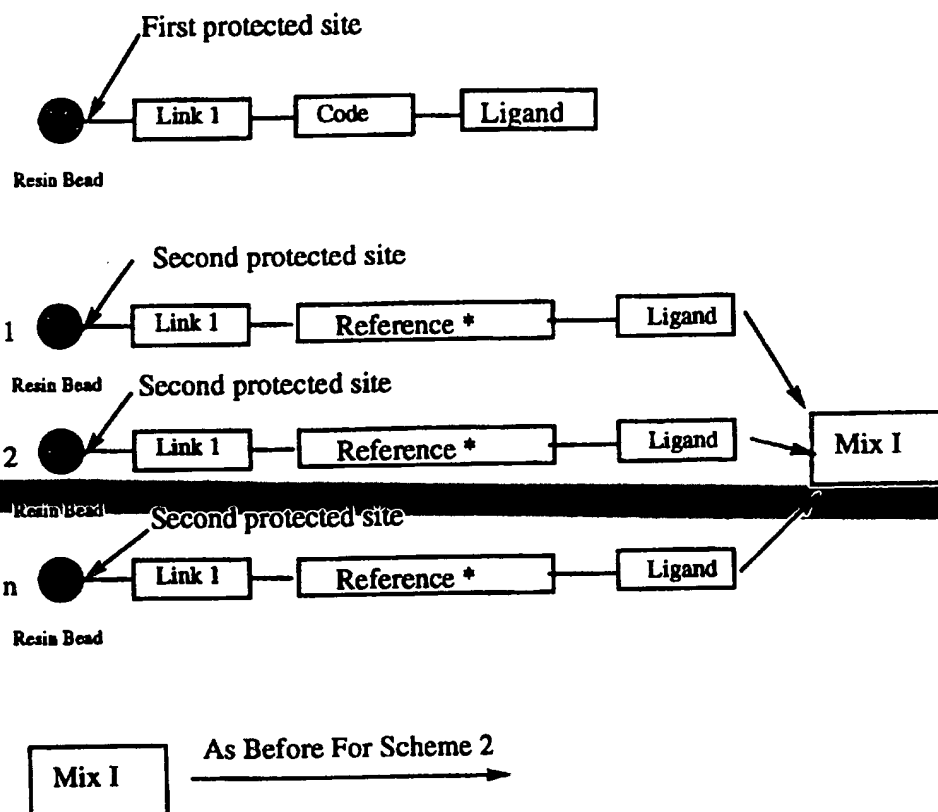 First protected site
Link 1 Code Ligand
Resin Bead
Second protected site
1 Link 1 Reference * Ligand
Resin Bead
Second protected site
2 Link 1 Reference * Ligand
Mix I
Resin Bead
Second protected site
n Link 1 Reference * Ligand
Resin Bead
As Before For Scheme 2
Mix I